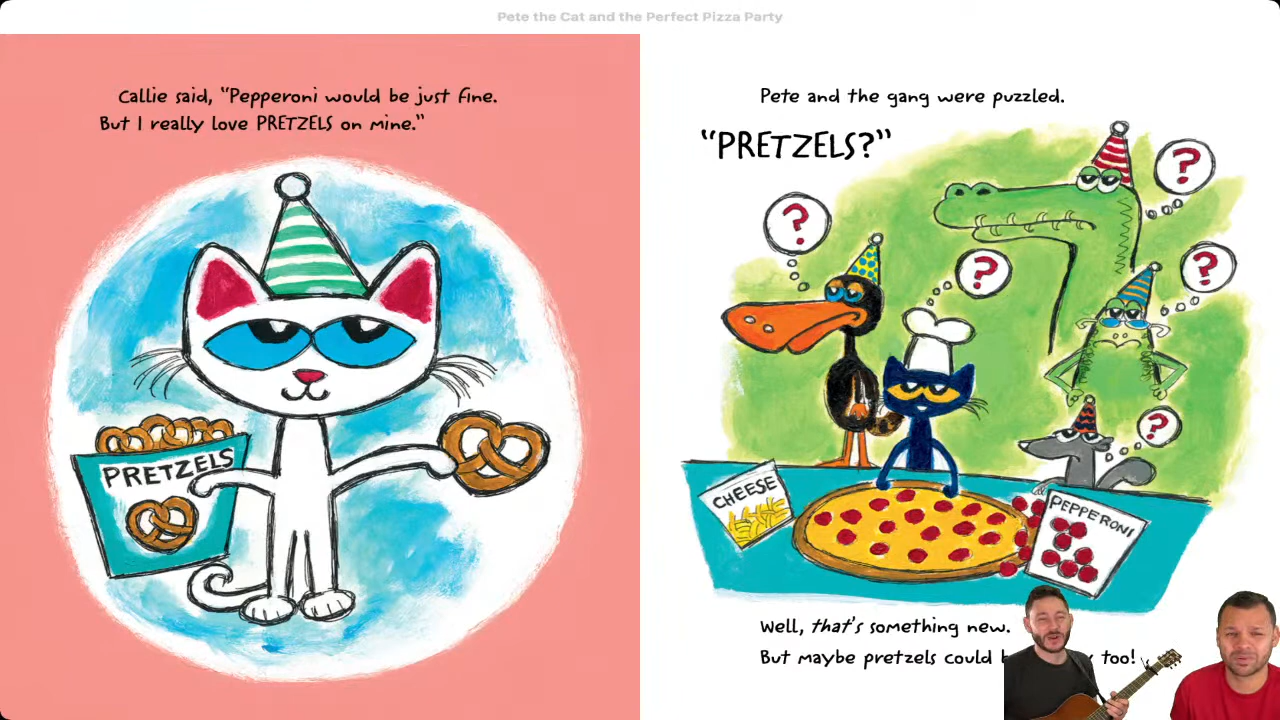 Pete the Cat and the Perfect Pizza Party
Callie said, “Pepperoni would be just fine.
But I really love PRETZELS on mine.”
PRETZELS
Pete and the gang were puzzled.
“PRETZELS?”
?
?
?
?
?
CHEESE
PEPPERONI
Well, that's something new.
But maybe pretzels could too!